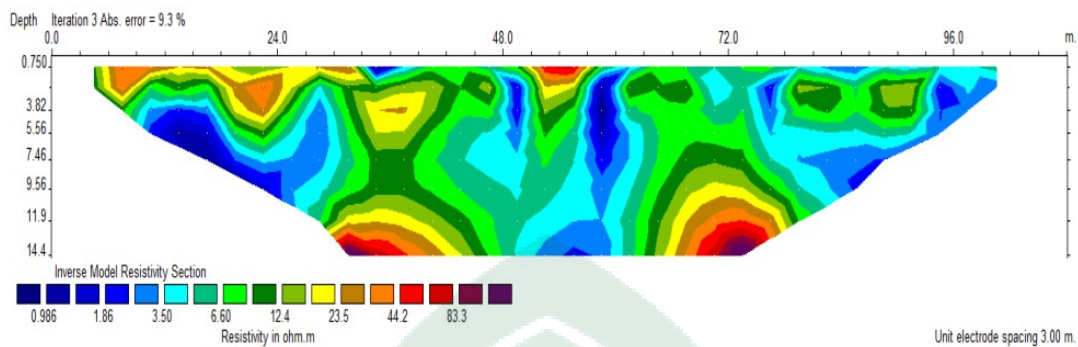 Depth Iteration 3 Abs. error = 9.3 %
0.0 24.0 48.0 72.0 96.0 m.
0.750
3.82
5.56
7.46
9.56
11.9
14.4
Inverse Model Resistivity Section
0.986 1.86 3.50 6.60 12.4 23.5 44.2 83.3
Resistivity in ohm.m Unit electrode spacing 3.00 m.